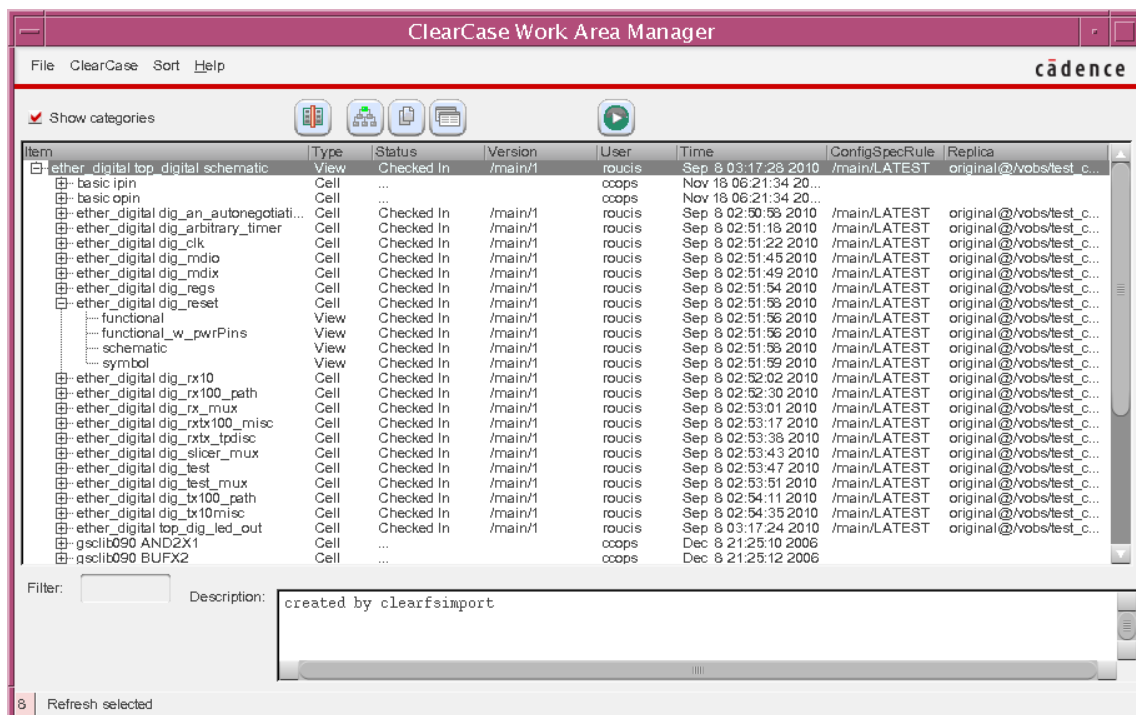 ClearCase Work Area Manager
File ClearCase Sort Help
cādence
Show categories
Item Type Status Version User Time ConfigSpecRule Replica
ether_digital top_digital schematic View Checked In /main/1 roucis Sep 8 03:17:28 2010 /main/LATEST original@/vobs/test_c...
basic ipin Cell ... ccops Nov 18 06:21:34 20...
basic opin Cell ... ccops Nov 18 06:21:34 20...
ether_digital dig_an_autonegotiati... Cell Checked In /main/1 roucis Sep 8 02:50:58 2010 /main/LATEST original@/vobs/test_c...
ether_digital dig_arbitrary_timer Cell Checked In /main/1 roucis Sep 8 02:51:18 2010 /main/LATEST original@/vobs/test_c...
ether_digital dig_clk Cell Checked In /main/1 roucis Sep 8 02:51:22 2010 /main/LATEST original@/vobs/test_c...
ether_digital dig_mdio Cell Checked In /main/1 roucis Sep 8 02:51:45 2010 /main/LATEST original@/vobs/test_c...
ether_digital dig_mdix Cell Checked In /main/1 roucis Sep 8 02:51:49 2010 /main/LATEST original@/vobs/test_c...
ether_digital dig_regs Cell Checked In /main/1 roucis Sep 8 02:51:54 2010 /main/LATEST original@/vobs/test_c...
ether_digital dig_reset Cell Checked In /main/1 roucis Sep 8 02:51:58 2010 /main/LATEST original@/vobs/test_c...
functional View Checked In /main/1 roucis Sep 8 02:51:56 2010 /main/LATEST original@/vobs/test_c...
functional_w_pwrPins View Checked In /main/1 roucis Sep 8 02:51:56 2010 /main/LATEST original@/vobs/test_c...
schematic View Checked In /main/1 roucis Sep 8 02:51:58 2010 /main/LATEST original@/vobs/test_c...
symbol View Checked In /main/1 roucis Sep 8 02:51:59 2010 /main/LATEST original@/vobs/test_c...
ether_digital dig_rx10 Cell Checked In /main/1 roucis Sep 8 02:52:02 2010 /main/LATEST original@/vobs/test_c...
ether_digital dig_rx100_path Cell Checked In /main/1 roucis Sep 8 02:52:30 2010 /main/LATEST original@/vobs/test_c...
ether_digital dig_rx_mux Cell Checked In /main/1 roucis Sep 8 02:53:01 2010 /main/LATEST original@/vobs/test_c...
ether_digital dig_rxtx100_misc Cell Checked In /main/1 roucis Sep 8 02:53:17 2010 /main/LATEST original@/vobs/test_c...
ether_digital dig_rxtx_tpdisc Cell Checked In /main/1 roucis Sep 8 02:53:38 2010 /main/LATEST original@/vobs/test_c...
ether_digital dig_slicer_mux Cell Checked In /main/1 roucis Sep 8 02:53:43 2010 /main/LATEST original@/vobs/test_c...
ether_digital dig_test Cell Checked In /main/1 roucis Sep 8 02:53:47 2010 /main/LATEST original@/vobs/test_c...
ether_digital dig_test_mux Cell Checked In /main/1 roucis Sep 8 02:53:51 2010 /main/LATEST original@/vobs/test_c...
ether_digital dig_tx100_path Cell Checked In /main/1 roucis Sep 8 02:54:11 2010 /main/LATEST original@/vobs/test_c...
ether_digital dig_tx10misc Cell Checked In /main/1 roucis Sep 8 02:54:35 2010 /main/LATEST original@/vobs/test_c...
ether_digital top_dig_led_out Cell Checked In /main/1 roucis Sep 8 03:17:24 2010 /main/LATEST original@/vobs/test_c...
gsclib090 AND2X1 Cell ... ccops Dec 8 21:25:10 2006
gsclib090 BUFX2 Cell ... ccops Dec 8 21:25:12 2006
Filter:
Description:
created by clearfsimport
8 Refresh selected